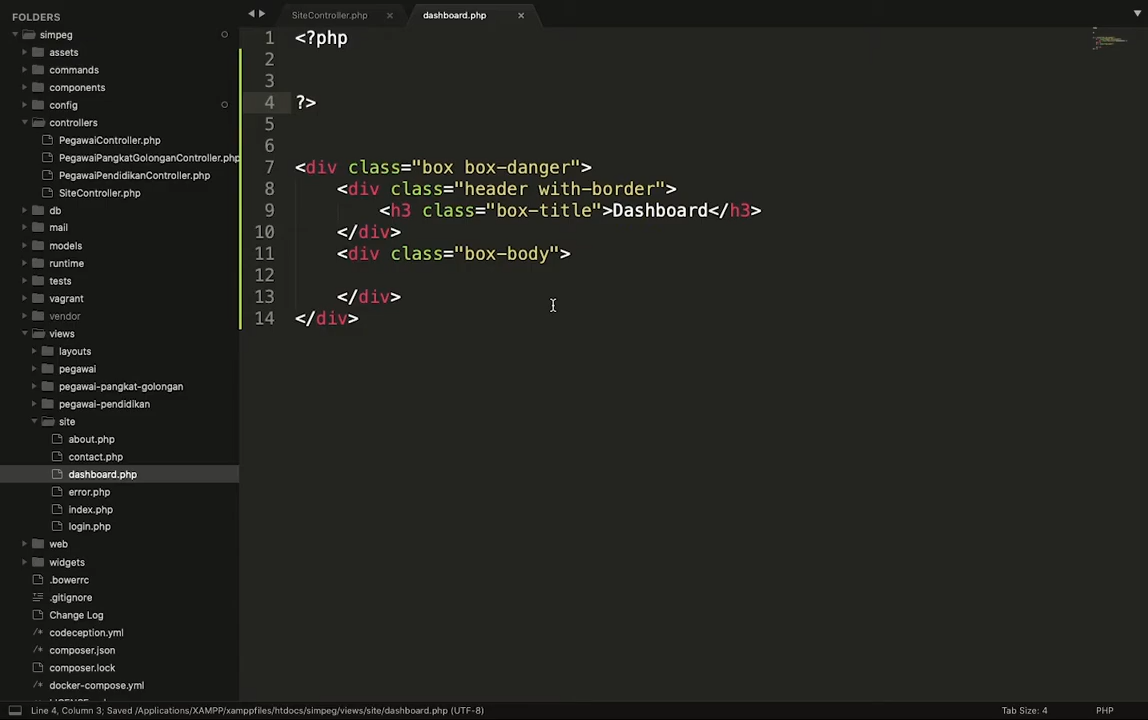 FOLDERS
simpeg
assets
commands
components
config
controllers
PegawaiController.php
PegawaiPangkatGolonganController.php
PegawaiPendidikanController.php
SiteController.php
db
mail
models
runtime
tests
vagrant
vendor
views
layouts
pegawai
pegawai-pangkat-golongan
pegawai-pendidikan
site
about.php
contact.php
dashboard.php
error.php
index.php
login.php
web
widgets
.bowerrc
.gitignore
Change Log
codeception.yml
composer.json
composer.lock
docker-compose.yml
SiteController.php × dashboard.php ×
1 <?php
2
3
4 ?>
5
6
7 <div class="box box-danger">
8 <div class="header with-border">
9 <h3 class="box-title">Dashboard</h3>
10 </div>
11 <div class="box-body">
12
13 </div>
14 </div>
Line 4, Column 3; Saved /Applications/XAMPP/xamppfiles/htdocs/simpeg/views/site/dashboard.php (UTF-8)
Tab Size: 4
PHP